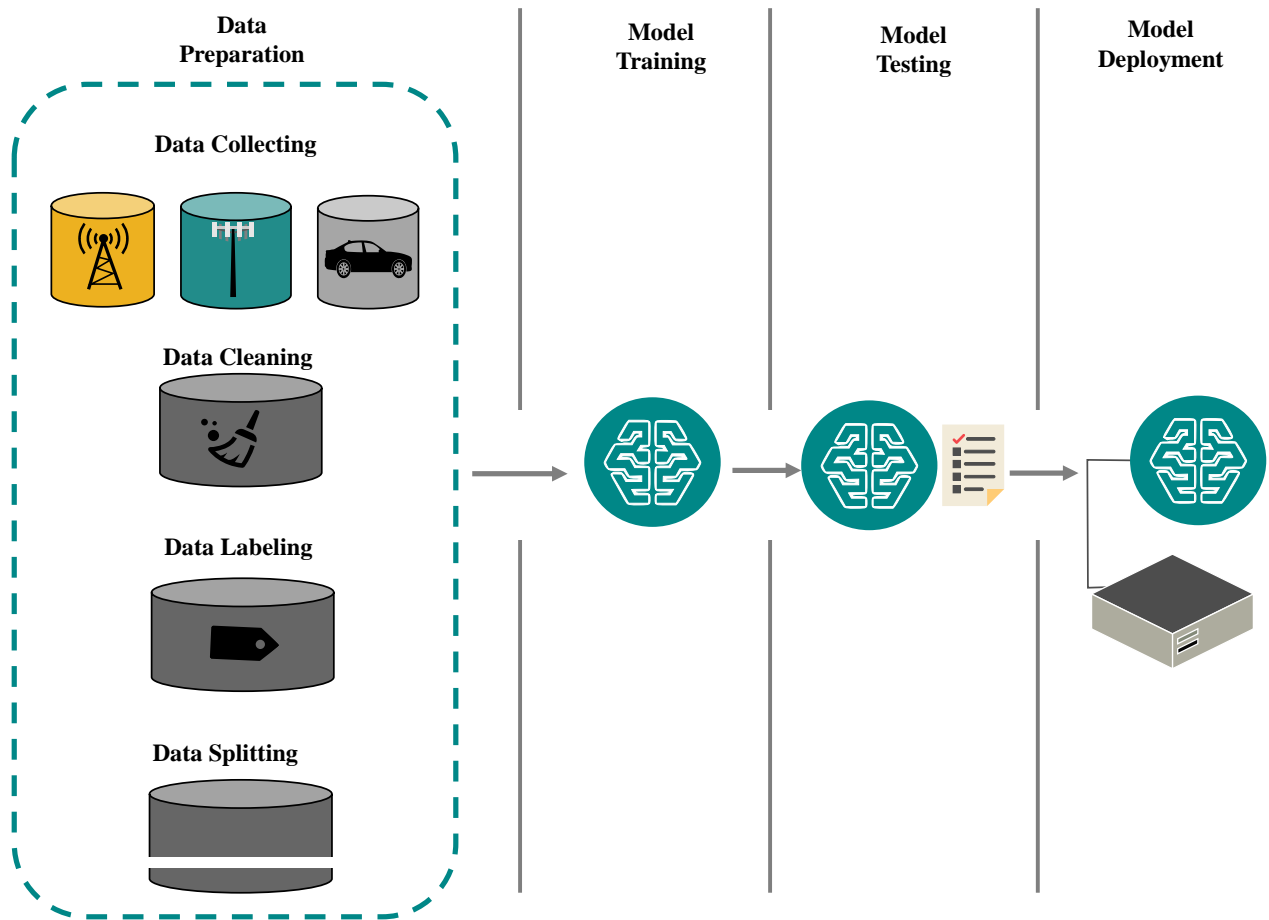 Data
Preparation
Model
Training
Model
Testing
Model
Deployment
Data Collecting
Data Cleaning
Data Labeling
Data Splitting